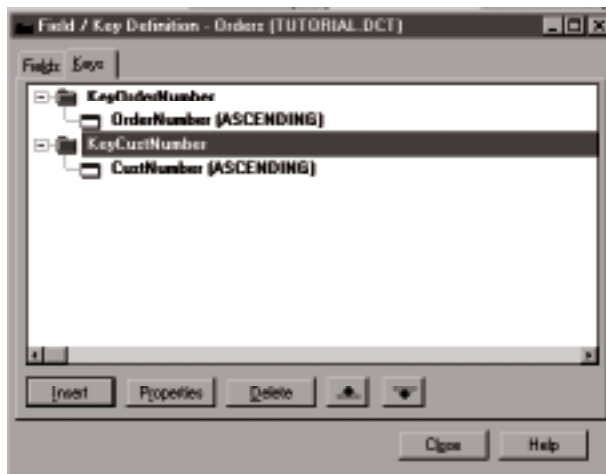 Field / Key Definition - Orders (TUTORIAL.DCT)
Fields Keys
KeyOrderNumber
OrderNumber (ASCENDING)
KeyCustNumber
CustNumber (ASCENDING)
Insert Properties Delete
Close Help